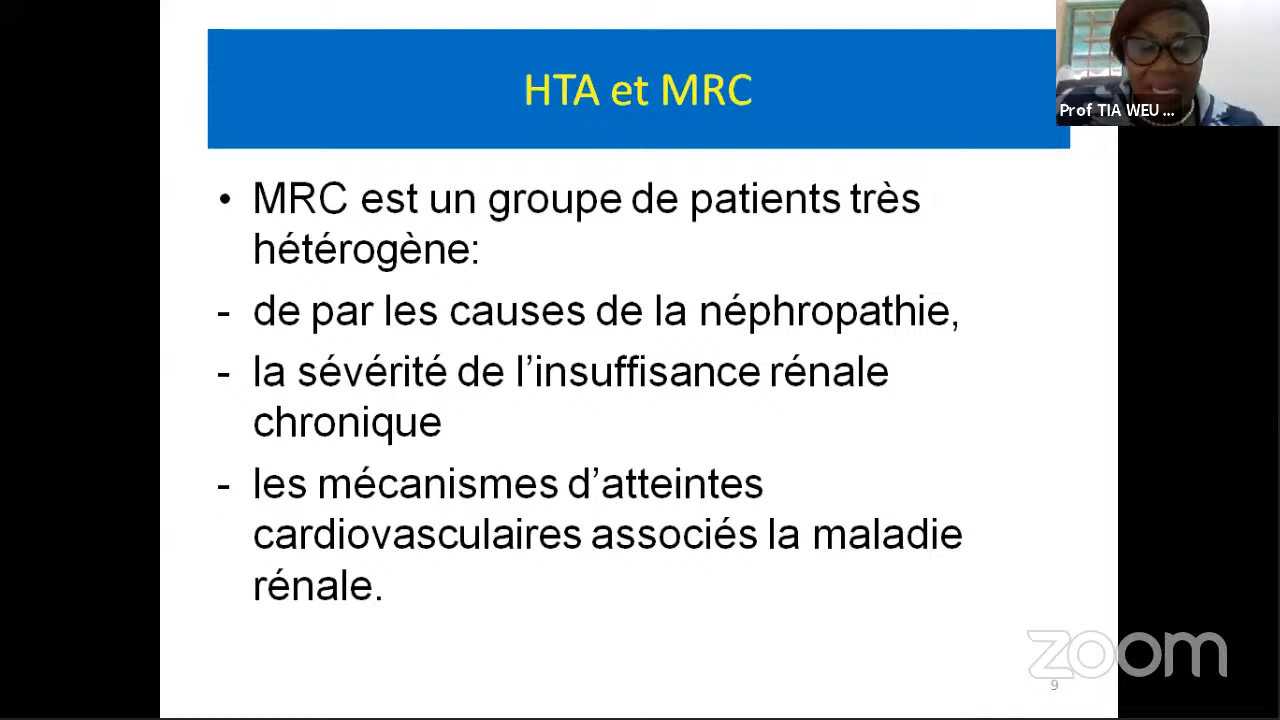 HTA et MRC
Prof TIA WEU ...
• MRC est un groupe de patients très
hétérogène:
- de par les causes de la néphropathie,
- la sévérité de l’insuffisance rénale
chronique
- les mécanismes d’atteintes
cardiovasculaires associés la maladie
rénale.
zoom
9